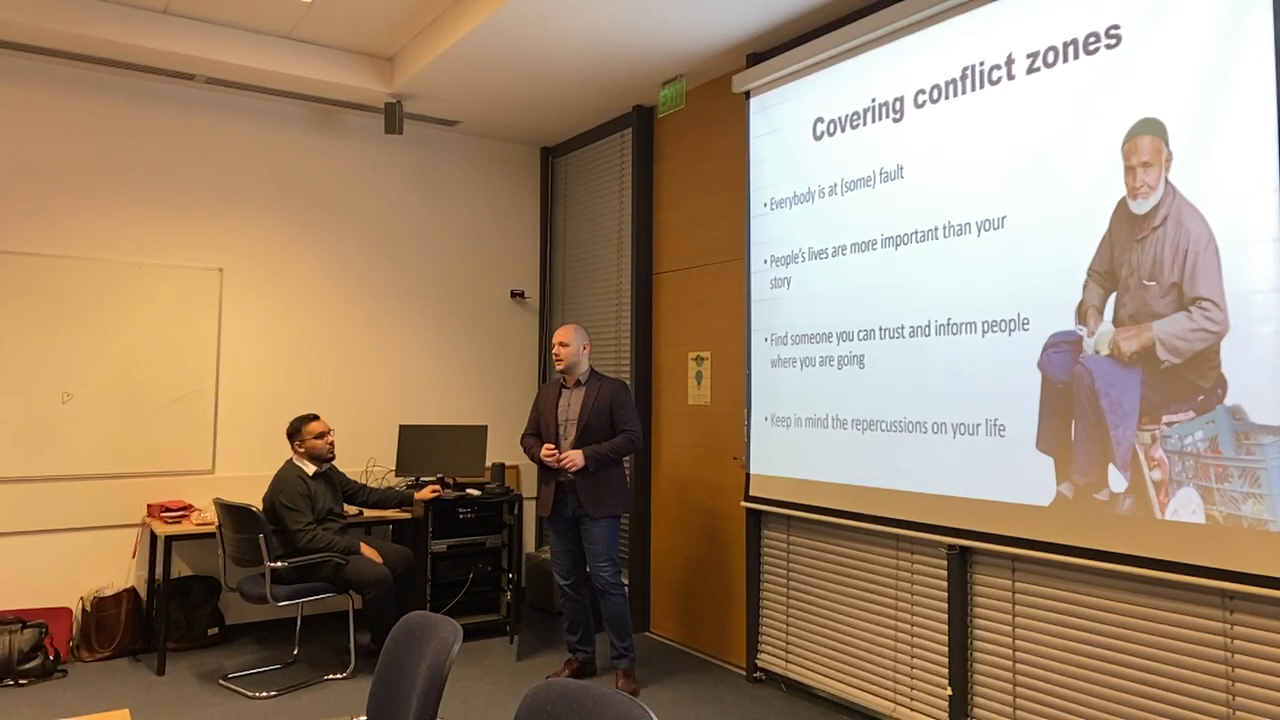 Covering conflict zones
• Everybody is at (some) fault
• People's lives are more important than your
story
• Find someone you can trust and inform people
where you are going
• Keep in mind the repercussions on your life